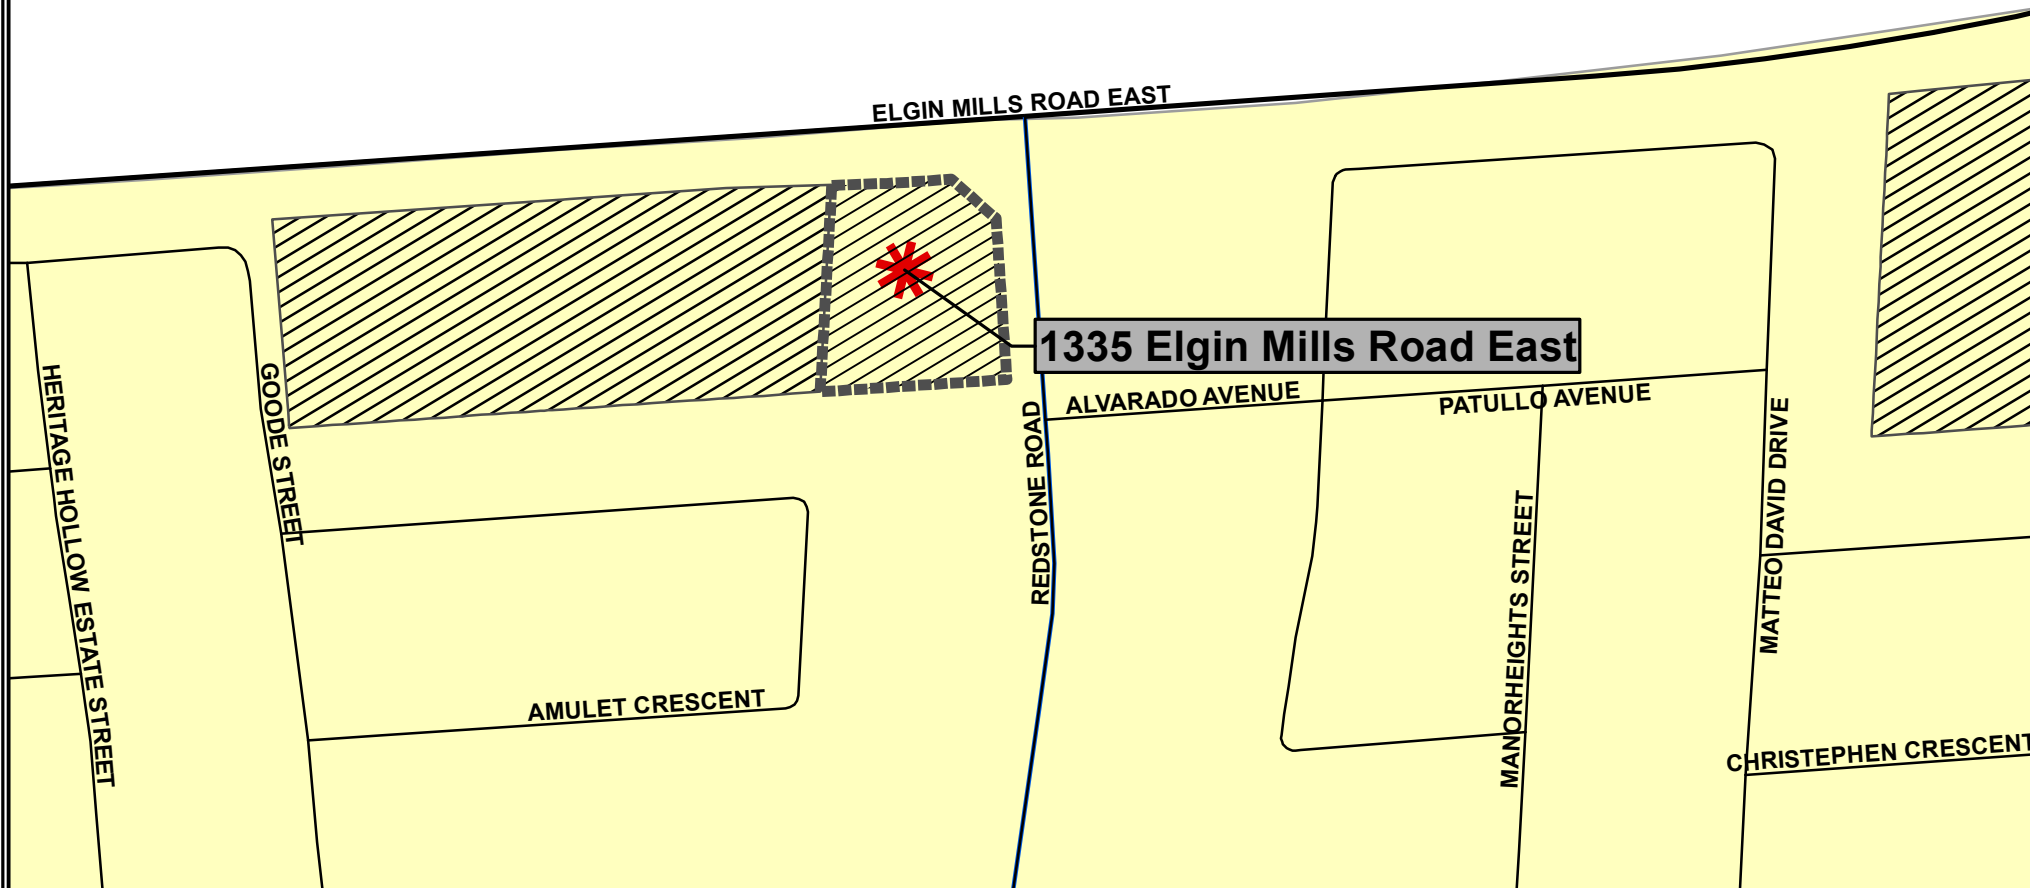 ELGIN MILLS ROAD EAST
1335 Elgin Mills Road East
HERITAGE HOLLOW ESTATE STREET
GOODE STREET
ALVARADO AVENUE
PATULLO AVENUE
REDSTONE ROAD
MATTEO DAVID DRIVE
MANORHEIGHTS STREET
AMULET CRESCENT
CHRISTEPHEN CRESCENT